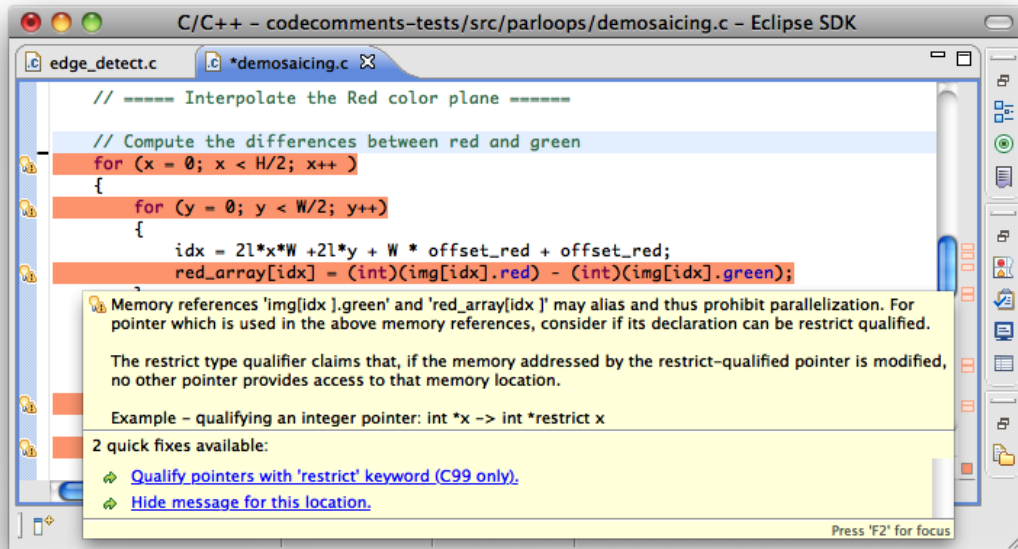 C/C++ - codecomments-tests/src/parloops/demosaicing.c - Eclipse SDK
edge_detect.c
*demosaicing.c
// ===== Interpolate the Red color plane ======
// Compute the differences between red and green
for (x = 0; x < H/2; x++ )
{
for (y = 0; y < W/2; y++)
{
idx = 2l*x*W +2l*y + W * offset_red + offset_red;
red_array[idx] = (int)(img[idx].red) - (int)(img[idx].green);
Memory references 'img[idx ].green' and 'red_array[idx ]' may alias and thus prohibit parallelization. For
pointer which is used in the above memory references, consider if its declaration can be restrict qualified.
The restrict type qualifier claims that, if the memory addressed by the restrict-qualified pointer is modified,
no other pointer provides access to that memory location.
Example - qualifying an integer pointer: int *x -> int *restrict x
2 quick fixes available:
Qualify pointers with 'restrict' keyword (C99 only).
Hide message for this location.
Press 'F2' for focus